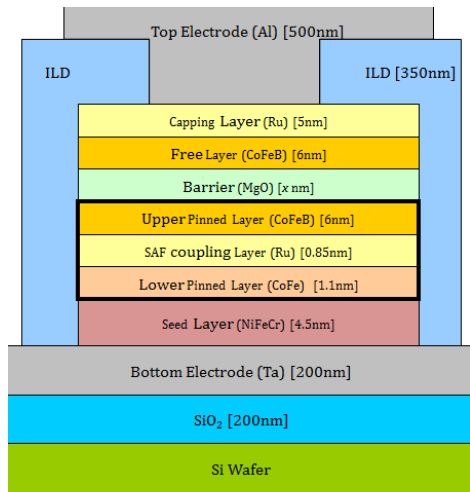 Top Electrode (Al) [500nm]
ILD
ILD [350nm]
Capping Layer (Ru) [5nm]
Free Layer (CoFeB) [6nm]
Barrier (MgO) [x nm]
Upper Pinned Layer (CoFeB) [6nm]
SAF coupling Layer (Ru) [0.85nm]
Lower Pinned Layer (CoFe) [1.1nm]
Seed Layer (NiFeCr) [4.5nm]
Bottom Electrode (Ta) [200nm]
SiO₂ [200nm]
Si Wafer